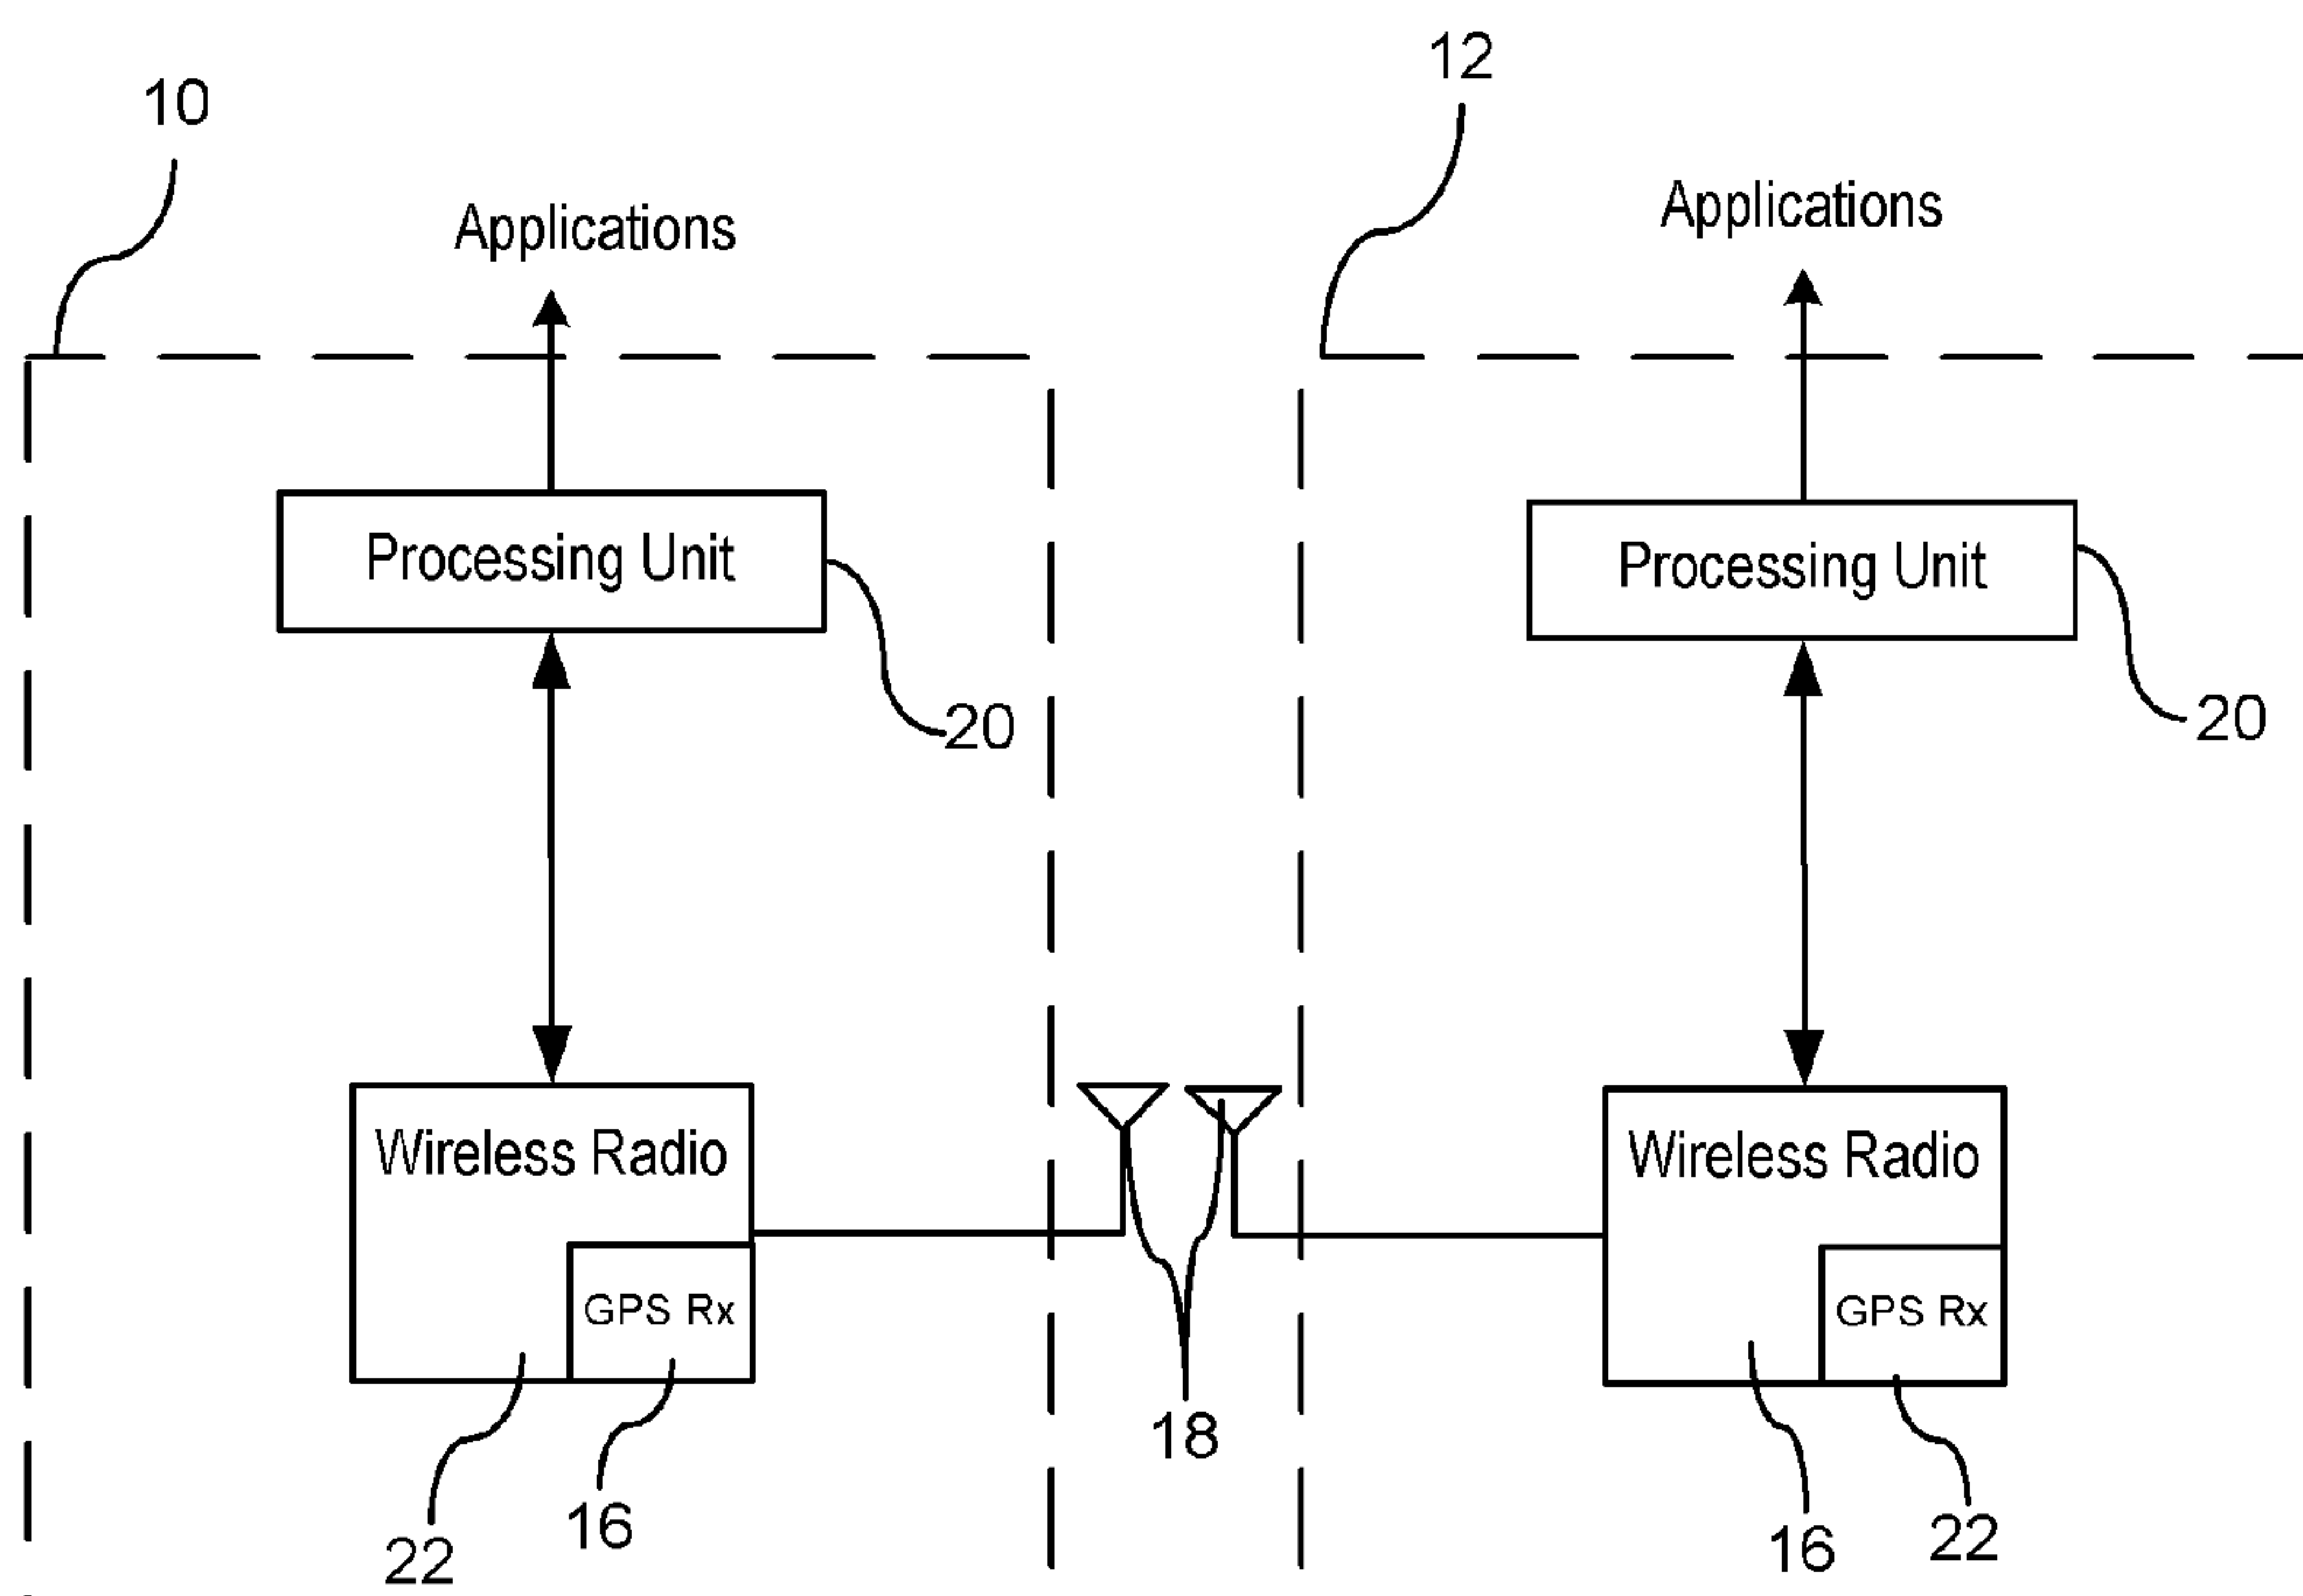 10
12
Applications
Applications
Processing Unit
Processing Unit
20
20
Wireless Radio
Wireless Radio
GPS Rx
GPS Rx
18
22
16
16
22